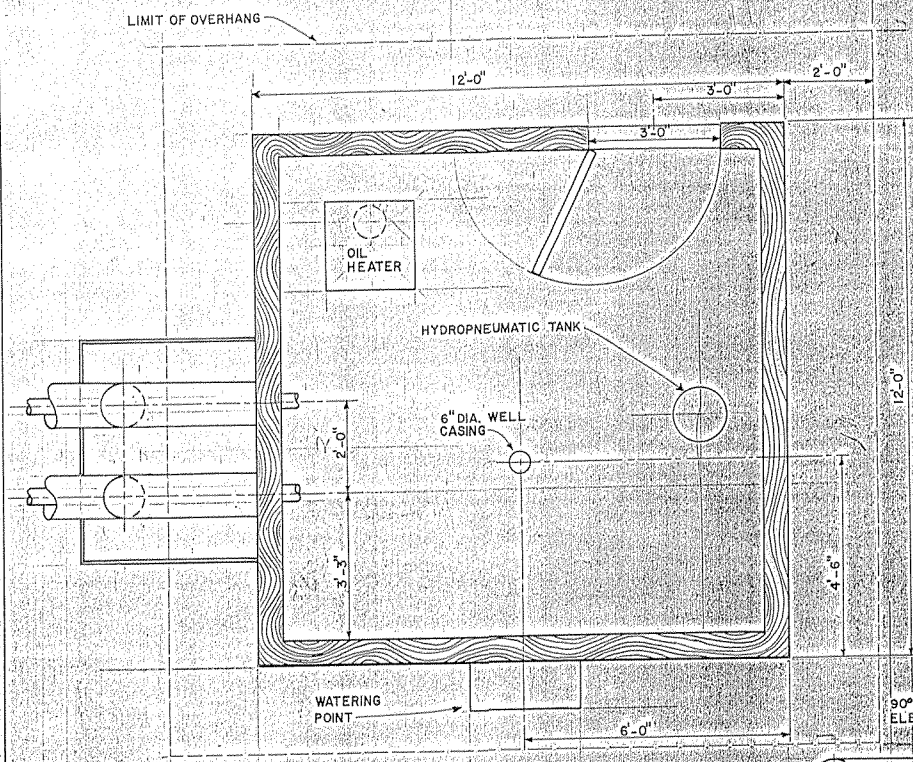 LIMIT OF OVERHANG
12'-0"
2'-0"
3'-0"
3'-0"
OIL
HEATER
HYDROPNEUMATIC TANK
12'-0"
6" DIA. WELL
CASING
2'-0"
3' 3"
4'-6"
WATERING
POINT
6'-0"
90°
ELE